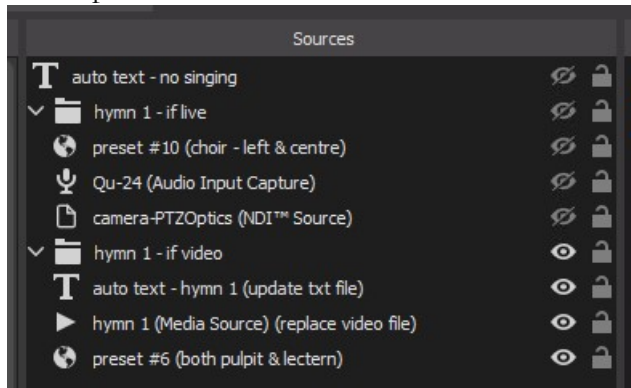 Sources
auto text - no singing
hymn 1 - if live
preset #10 (choir - left & centre)
Qu-24 (Audio Input Capture)
camera-PTZOptics (NDI™ Source)
hymn 1 - if video
auto text - hymn 1 (update txt file)
hymn 1 (Media Source) (replace video file)
preset #6 (both pulpit & lectern)